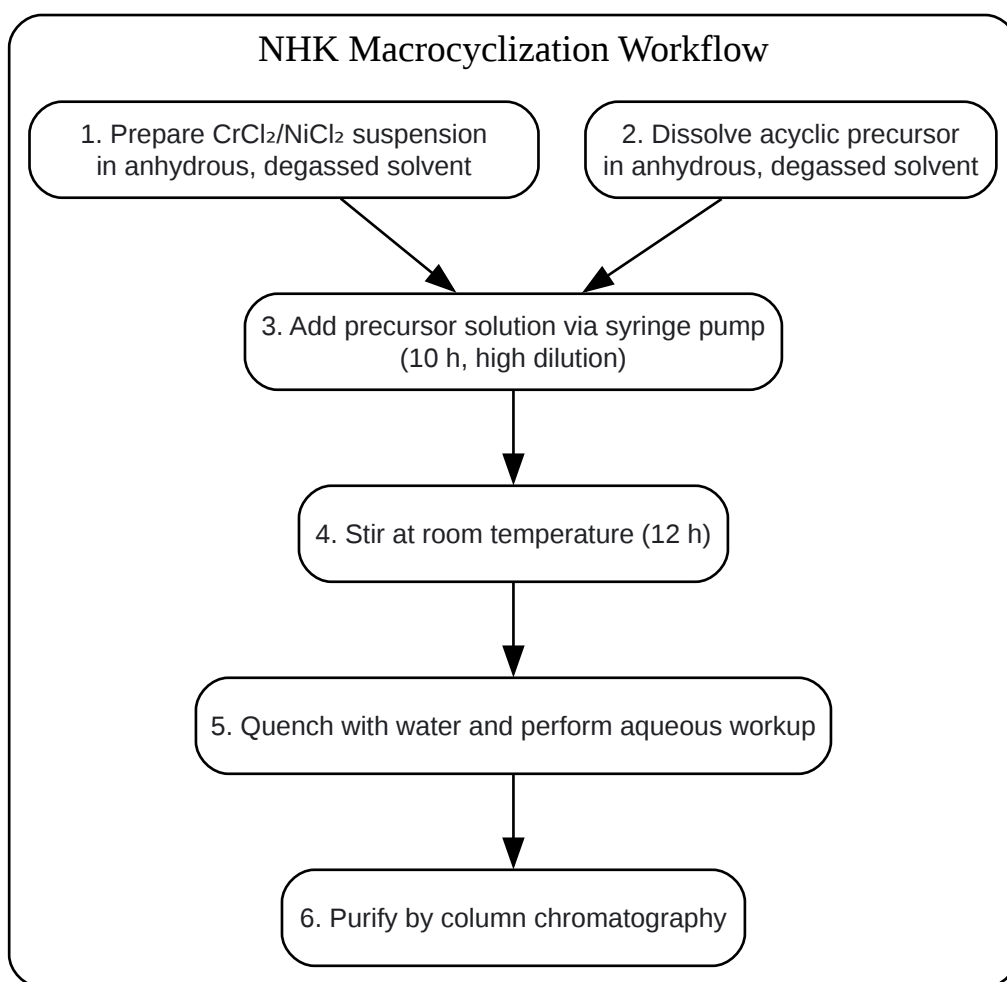 NHK Macrocyclization Workflow
1. Prepare CrCl₂/NiCl₂ suspension
in anhydrous, degassed solvent
2. Dissolve acyclic precursor
in anhydrous, degassed solvent
3. Add precursor solution via syringe pump
(10 h, high dilution)
4. Stir at room temperature (12 h)
5. Quench with water and perform aqueous workup
6. Purify by column chromatography